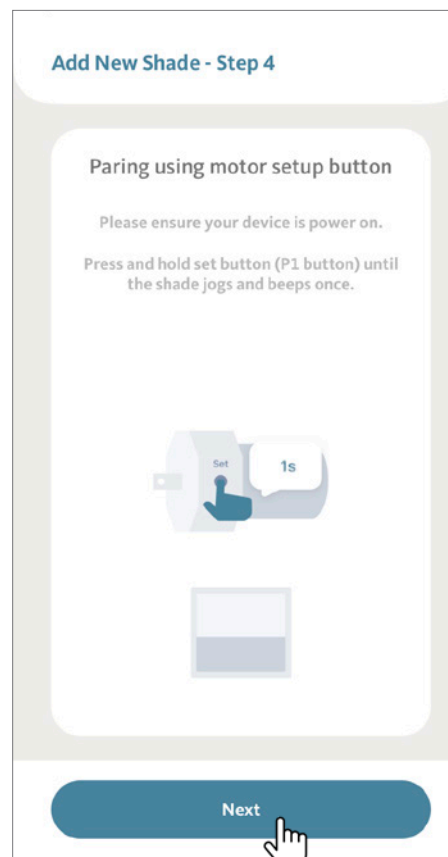 Add New Shade - Step 4
Paring using motor setup button
Please ensure your device is power on.
Press and hold set button (P1 button) until
the shade jogs and beeps once.
Set
1s
Next